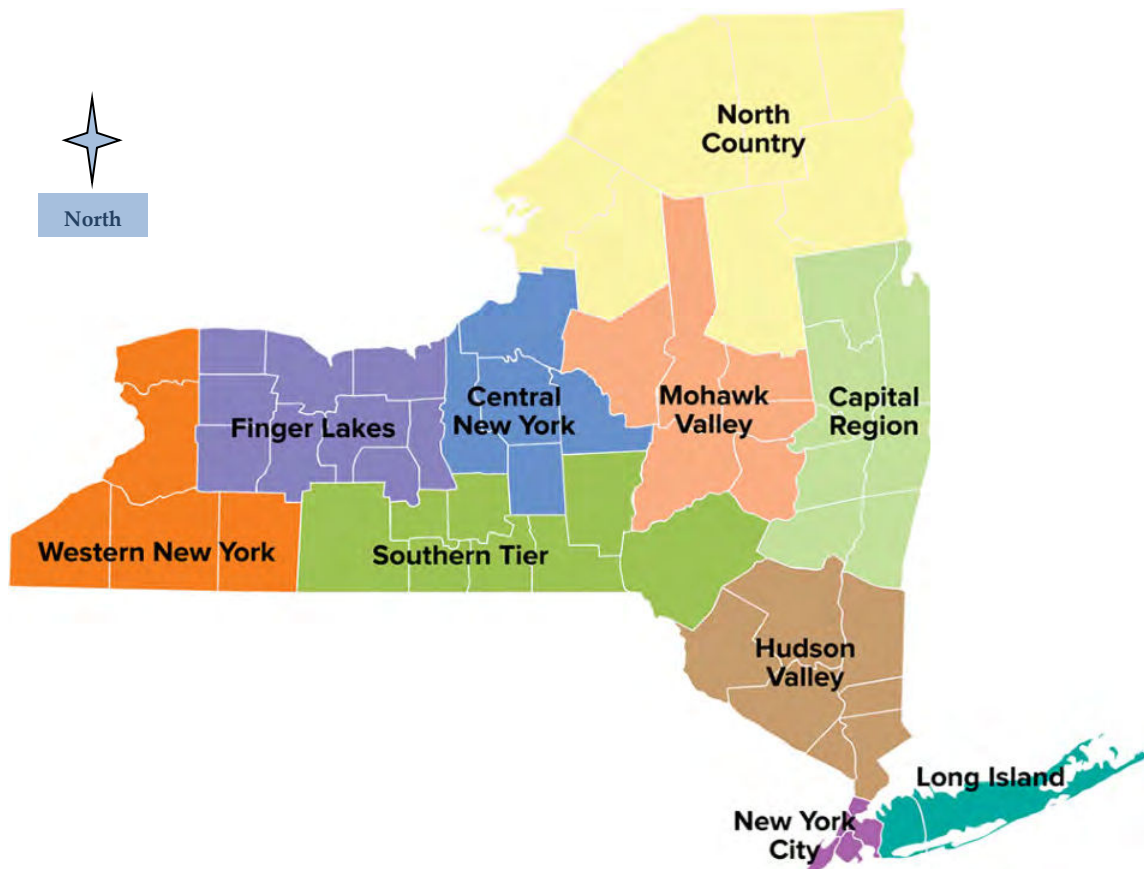 North
Country
North
Central
New York
Mohawk
Valley
Capital
Region
Finger Lakes
Western New York
Southern Tier
Hudson
Valley
Long Island
New York
City